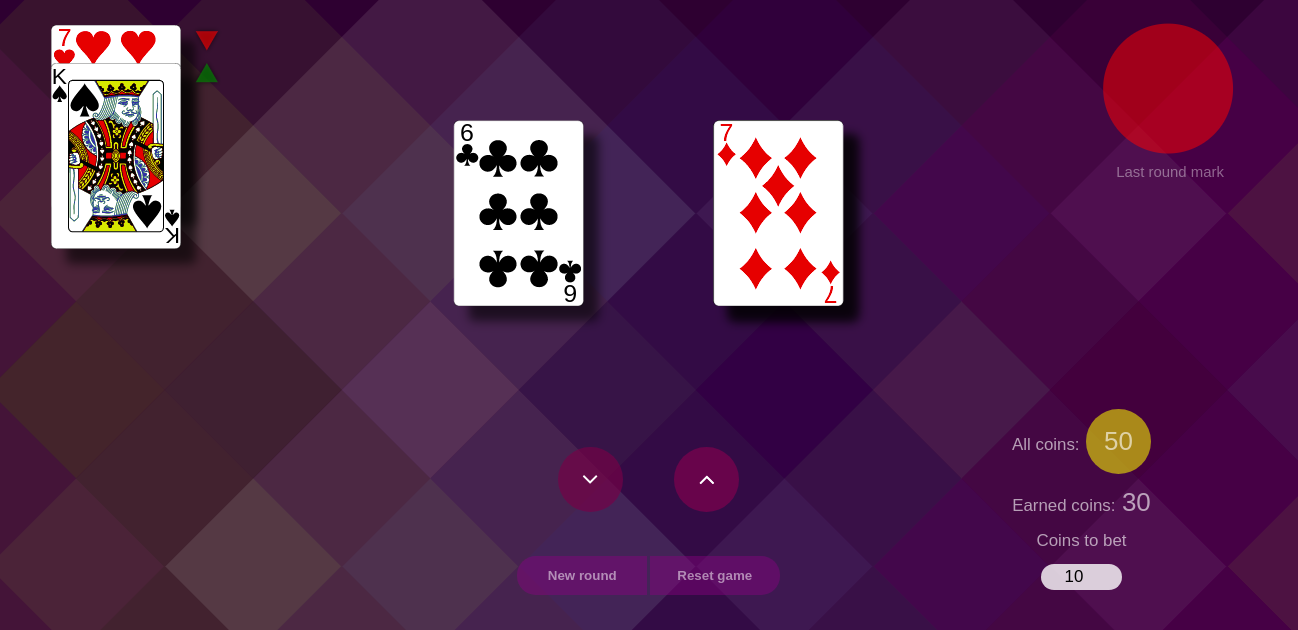 7
K
K
6
6
7
7
Last round mark
All coins: 50
Earned coins: 30
Coins to bet
10
New round
Reset game